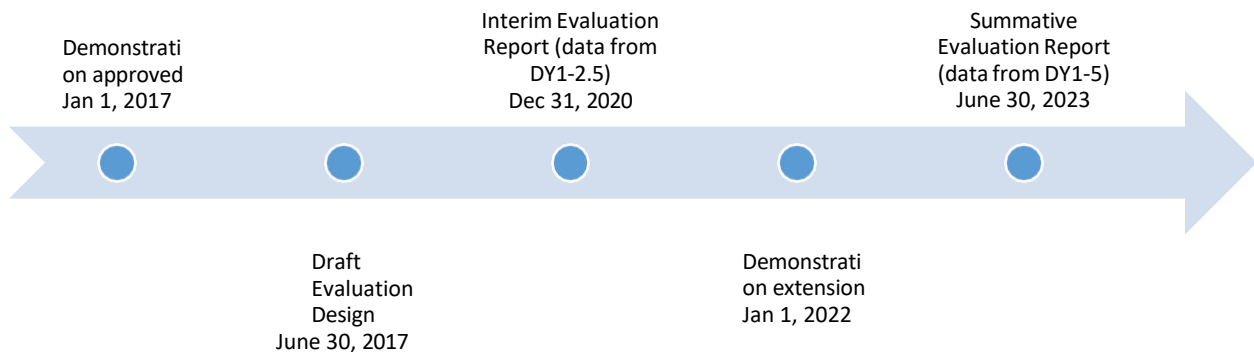 Demonstrati
on approved
Jan 1, 2017
Draft
Evaluation
Design
June 30, 2017
Interim Evaluation
Report (data from
DY1-2.5)
Dec 31, 2020
Demonstrati
on extension
Jan 1, 2022
Summative
Evaluation Report
(data from DY1-5)
June 30, 2023